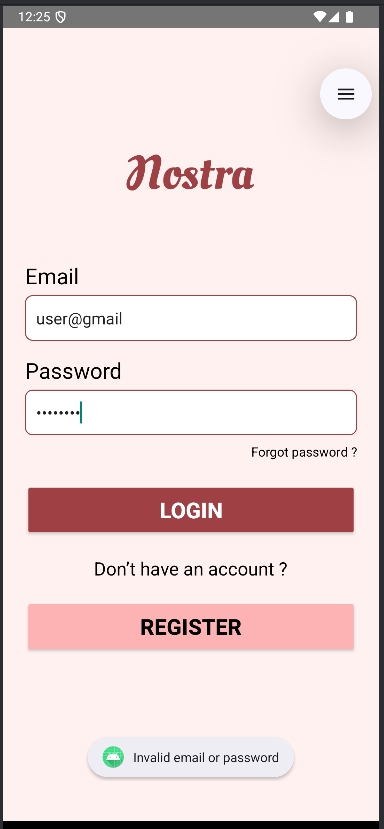 12:25
Nostra
Email
user@gmail
Password
••••••••
Forgot password ?
LOGIN
Don't have an account ?
REGISTER
Invalid email or password